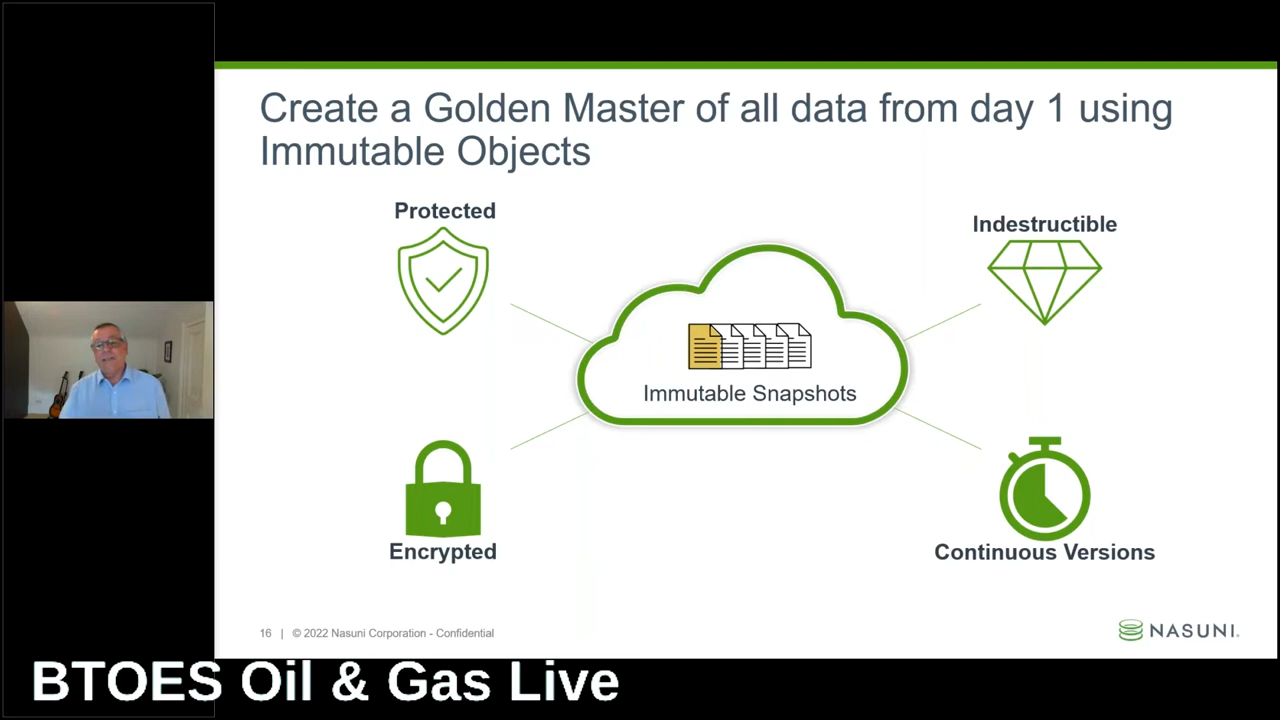 Create a Golden Master of all data from day 1 using
Immutable Objects
Protected
Indestructible
Immutable Snapshots
Encrypted
Continuous Versions
16 | © 2022 Nasuni Corporation - Confidential
NASUNI.
BTOES Oil & Gas Live